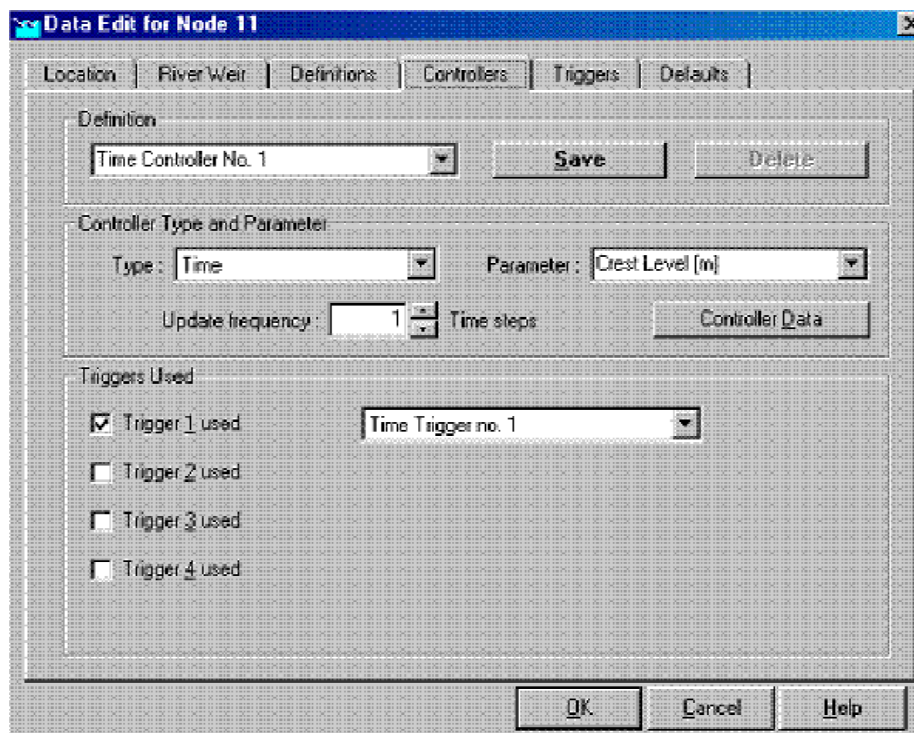 Data Edit for Node 11
Location River Weir Definitions Controllers Triggers Defaults
Definition
Time Controller No. 1 Save Delete
Controller Type and Parameter
Type : Time Parameter : Crest Level [m]
Update frequency : 1 Time steps Controller Data
Triggers Used
Trigger 1 used Time Trigger no. 1
Trigger 2 used
Trigger 3 used
Trigger 4 used
OK Cancel Help